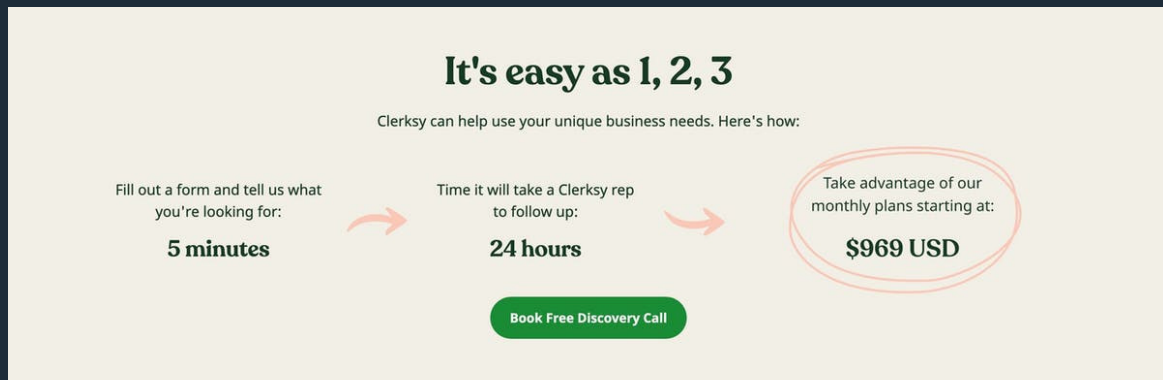 It's easy as 1, 2, 3
Clerksy can help use your unique business needs. Here's how:
Fill out a form and tell us what
you're looking for:
5 minutes
Time it will take a Clerksy rep
to follow up:
24 hours
Take advantage of our
monthly plans starting at:
$969 USD
Book Free Discovery Call